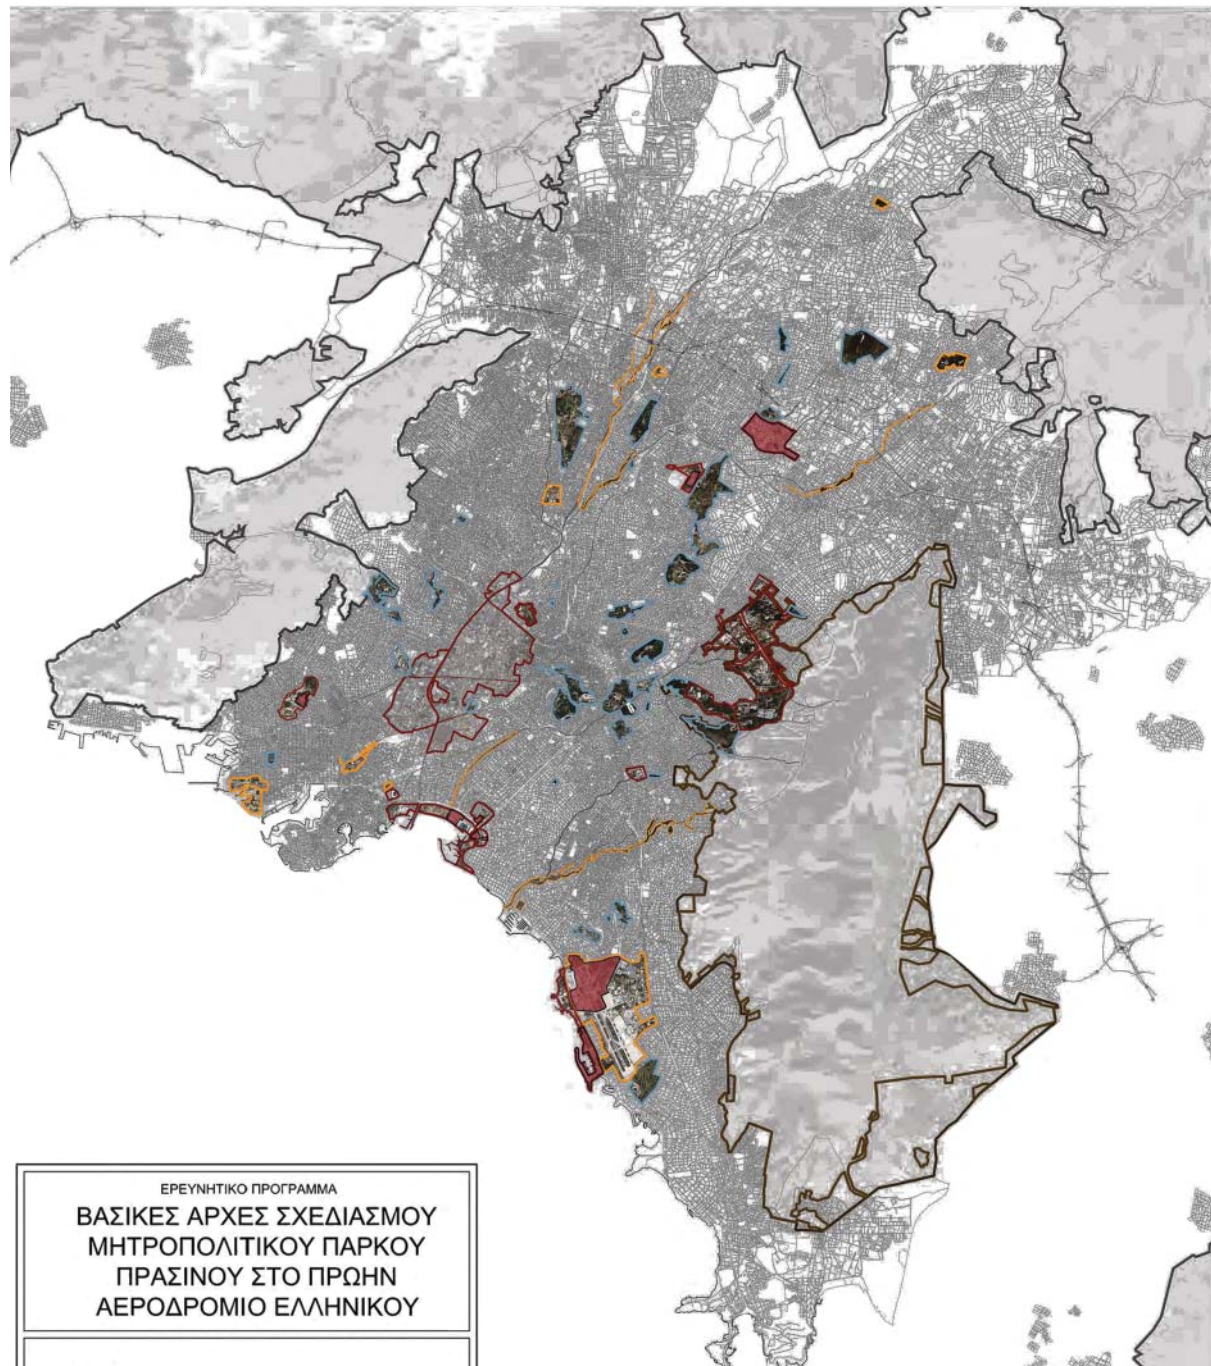 ΕΡΕΥΝΗΤΙΚΟ ΠΡΟΓΡΑΜΜΑ
ΒΑΣΙΚΕΣ ΑΡΧΕΣ ΣΧΕΔΙΑΣΜΟΥ
ΜΗΤΡΟΠΟΛΙΤΙΚΟΥ ΠΑΡΚΟΥ
ΠΡΑΣΙΝΟΥ ΣΤΟ ΠΡΩΗΝ
ΑΕΡΟΔΡΟΜΙΟ ΕΛΛΗΝΙΚΟΥ